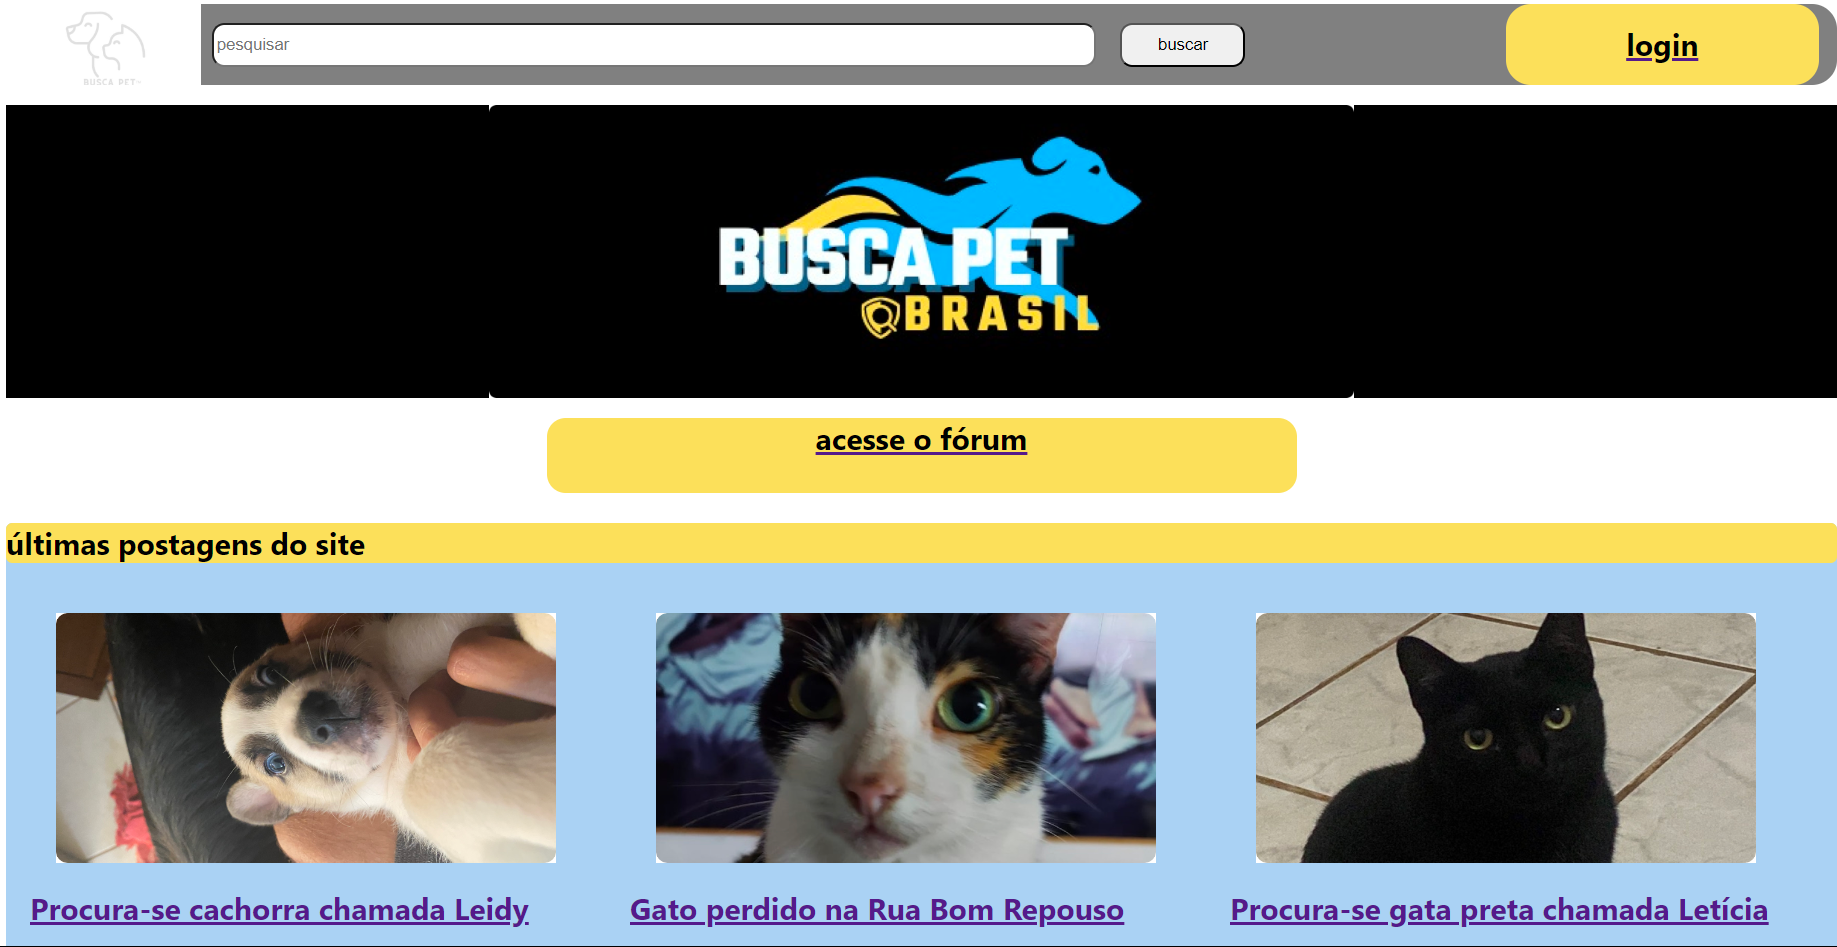 BUSCA PET
pesquisar
buscar
login
BUSCA PET
BRASIL
acesse o fórum
últimas postagens do site
Procura-se cachorra chamada Leidy
Gato perdido na Rua Bom Repouso
Procura-se gata preta chamada Letícia